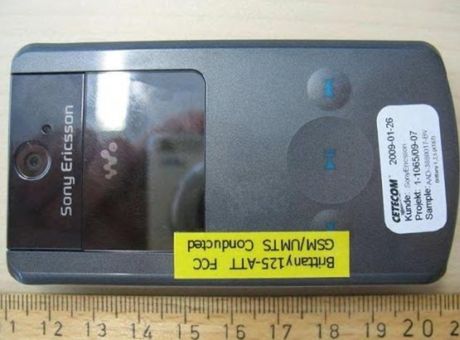 Sony Ericsson
CETECOM™
2009-01-26
Kunde: SonyEricsson
Projekt: 1-1065/09-07
Brittany125-ATT FCC
GSM/UMTS Conducted
11 12 13 14 15 16 17 18 19 20